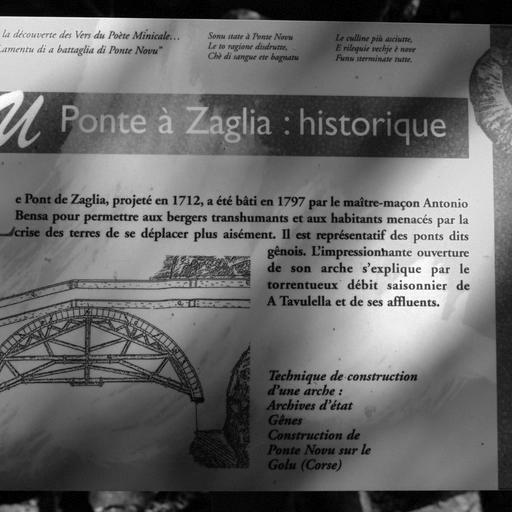 la découverte des Vers du Poète Minicale...
Lamentu di a battaglia di Ponte Novu"
Sonu state à Ponte Novu
Le to ragione disdrutte,
Chè di sangue ete bagnatu
Le culline più asciutte,
E rilequie vechje è nove
Funu sterminate tutte.
U Ponte à Zaglia : historique
e Pont de Zaglia, projeté en 1712, a été bâti en 1797 par le maître-maçon Antonio
Bensa pour permettre aux bergers transhumants et aux habitants menacés par la
crise des terres de se déplacer plus aisément. Il est représentatif des ponts dits
génois. L'impressionnante ouverture
de son arche s'explique par le
torrentueux débit saisonnier de
A Tavulella et de ses affluents.
Technique de construction
d'une arche :
Archives d'état
Gênes
Construction de
Ponte Novu sur le
Golu (Corse)